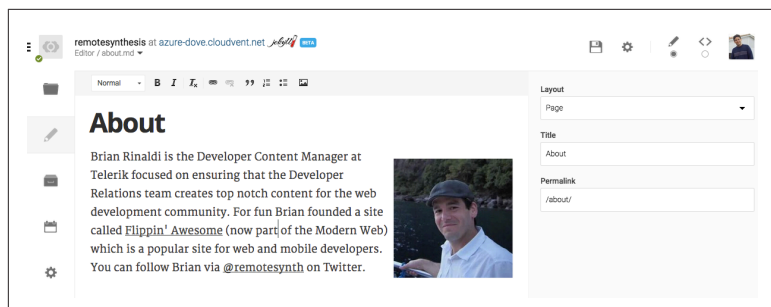 remotesynthesis at azure-dove.cloudvent.net jekyll BETA
Editor / about.md
Normal B I Tx
About
Brian Rinaldi is the Developer Content Manager at
Telerik focused on ensuring that the Developer
Relations team creates top notch content for the web
development community. For fun Brian founded a site
called Flippin' Awesome (now part of the Modern Web)
which is a popular site for web and mobile developers.
You can follow Brian via @remotesynth on Twitter.
Layout
Page
Title
About
Permalink
/about/